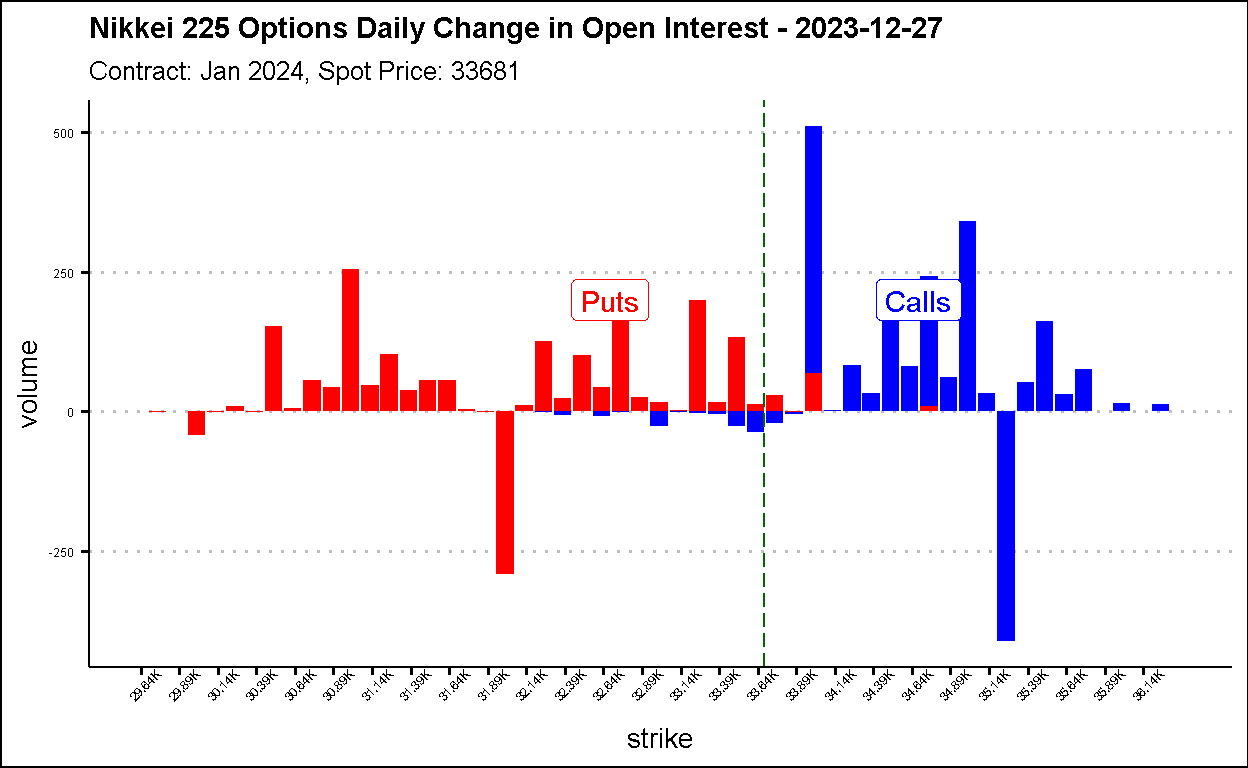 Nikkei 225 Options Daily Change in Open Interest - 2023-12-27
Contract: Jan 2024, Spot Price: 33681
500
250
0
-250
volume
Puts
Calls
29.64K 29.89K 30.14K 30.39K 30.64K 30.89K 31.14K 31.39K 31.64K 31.89K 32.14K 32.39K 32.64K 32.89K 33.14K 33.39K 33.64K 33.89K 34.14K 34.39K 34.64K 34.89K 35.14K 35.39K 35.64K 35.89K 36.14K
strike